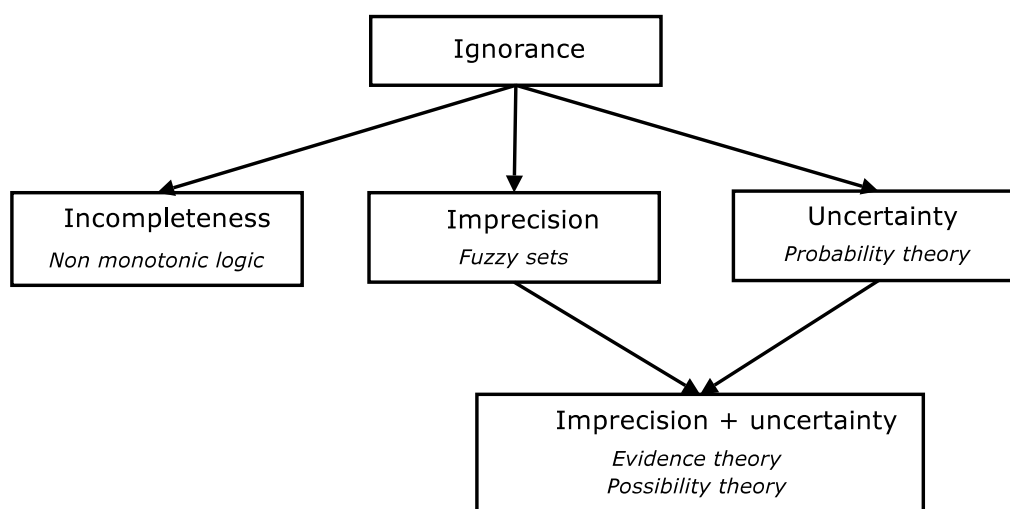 Ignorance
Incompleteness
Non monotonic logic
Imprecision
Fuzzy sets
Uncertainty
Probability theory
Imprecision + uncertainty
Evidence theory
Possibility theory